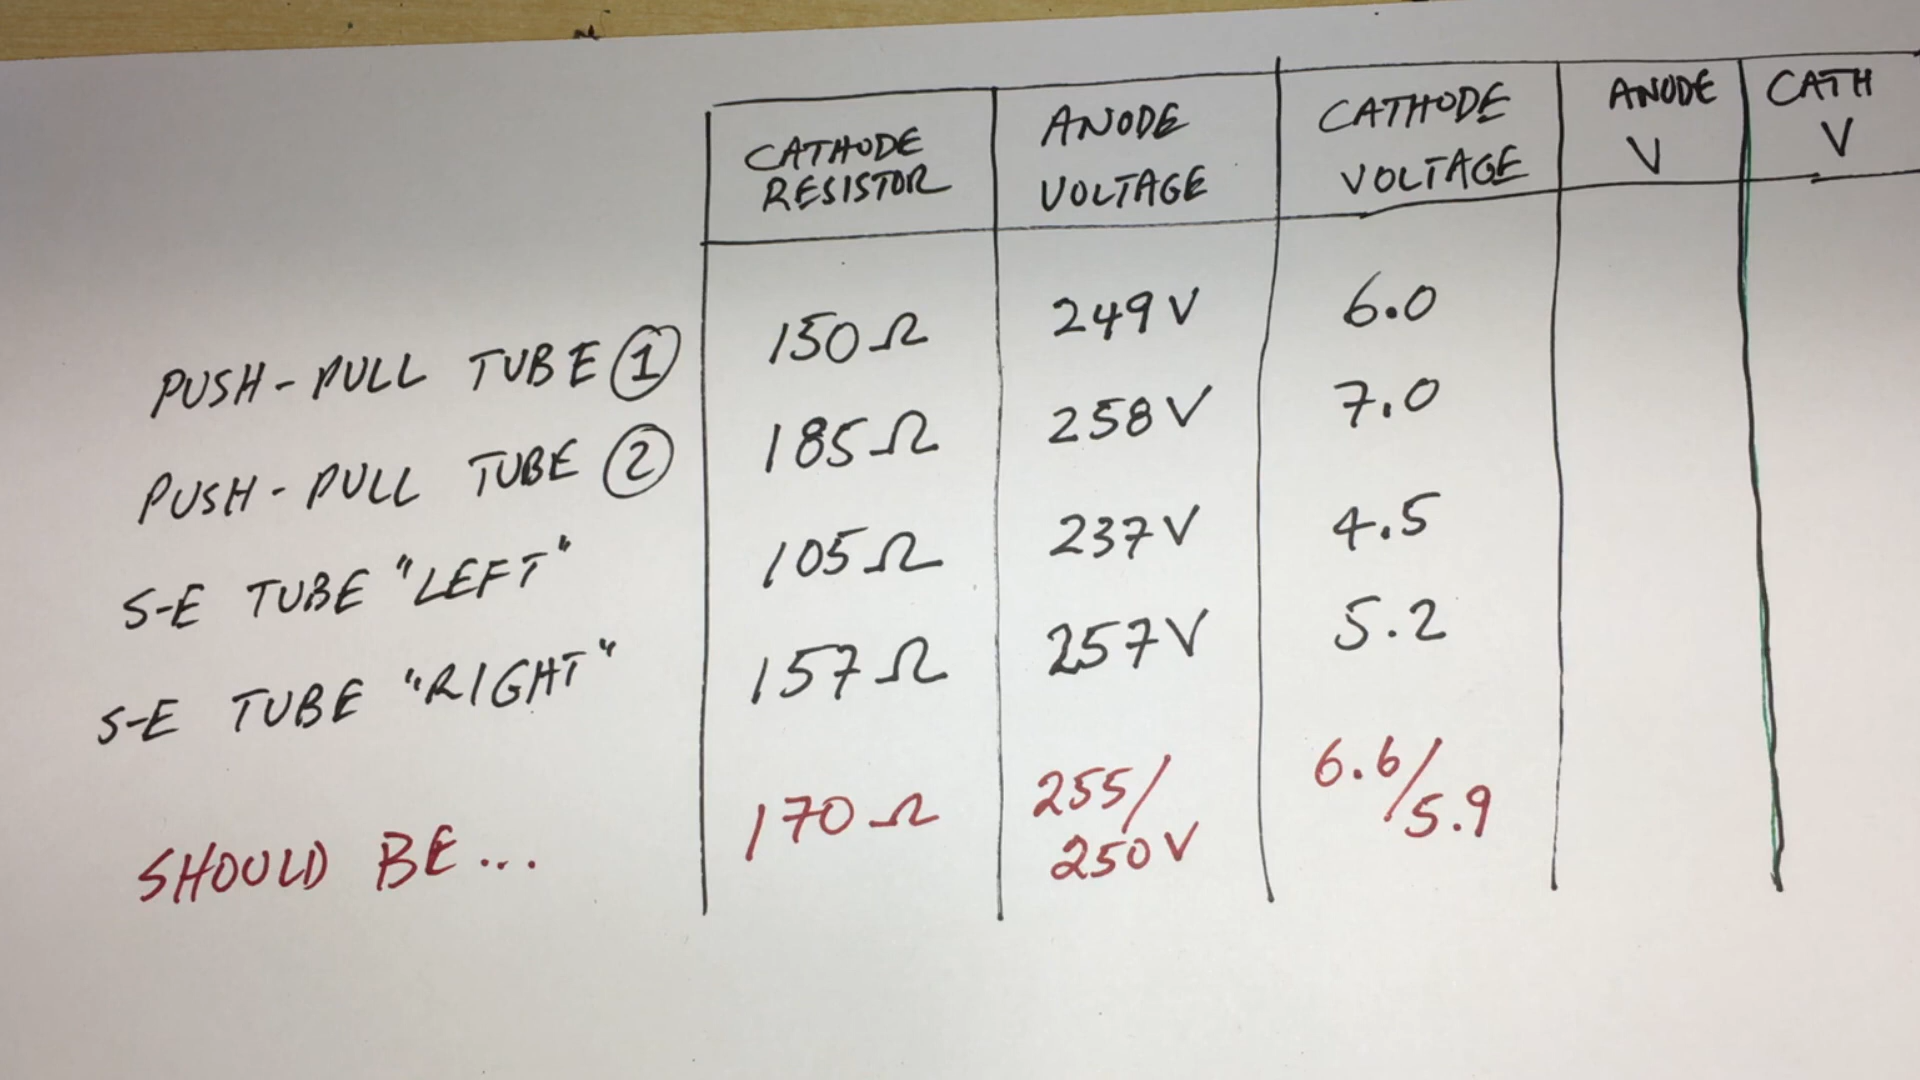 CATHODE RESISTOR ANODE VOLTAGE CATHODE VOLTAGE ANODE V CATH V
PUSH-PULL TUBE ① 150Ω 249V 6.0
PUSH-PULL TUBE ② 185Ω 258V 7.0
S-E TUBE "LEFT" 105Ω 237V 4.5
S-E TUBE "RIGHT" 157Ω 257V 5.2
SHOULD BE... 170Ω 255/250V 6.6/5.9